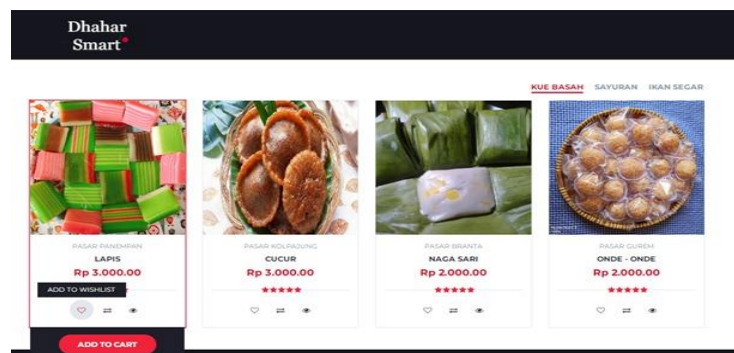 Dhahar
Smart
KUE BASAH SAYURAN IKAN SEGAR
PASAR PANEMPAN
LAPIS
Rp 3.000.00
ADD TO WISHLIST
ADD TO CART
PASAR KOLPAJUNG
CUCUR
Rp 3.000.00
PASAR BRANTA
NAGA SARI
Rp 2.000.00
PASAR GUREM
ONDE - ONDE
Rp 2.000.00